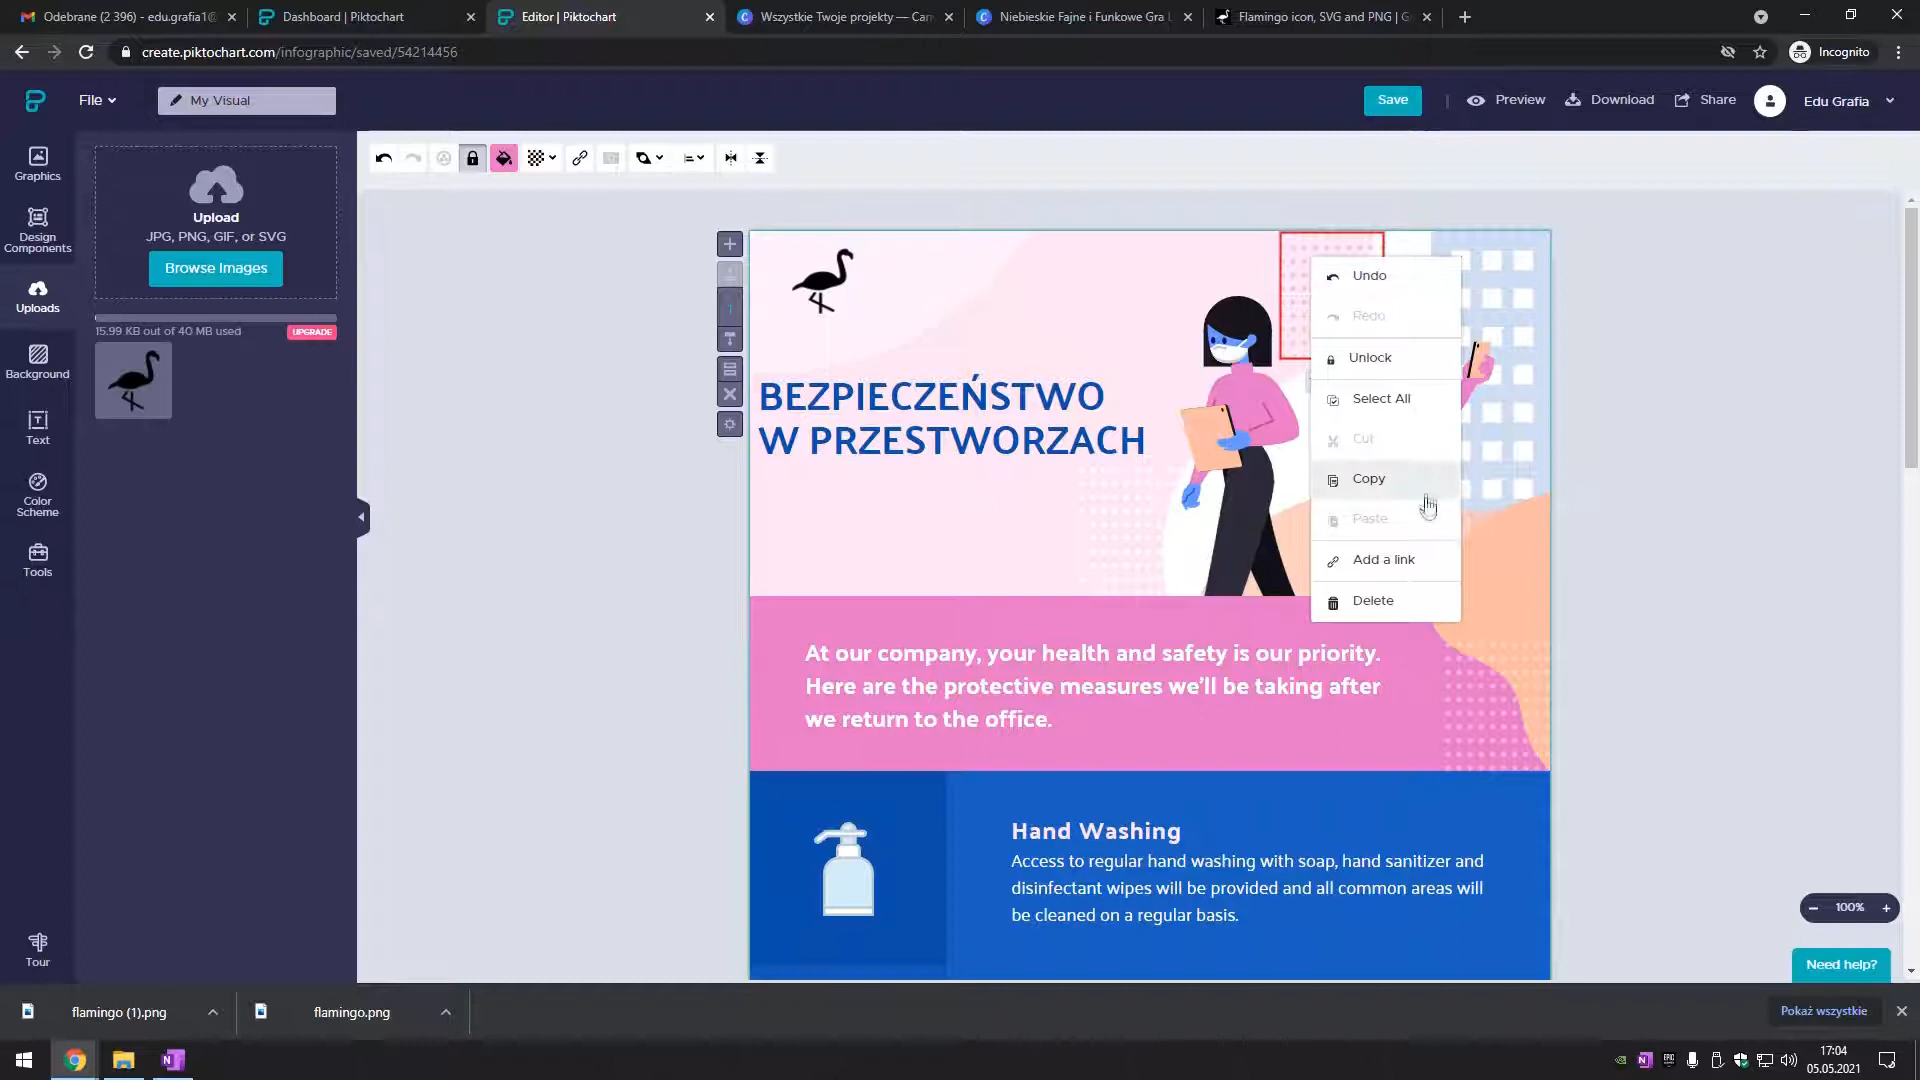 Odebrane (2 396) - edu.grafia1@
Dashboard | Piktochart
Editor | Piktochart
Wszystkie Twoje projekty — Can
Niebieskie Fajne i Funkowe Gra
Flamingo icon, SVG and PNG | G
create.piktochart.com/infographic/saved/54214456
Incognito
File
My Visual
Save
Preview
Download
Share
Edu Grafia
Graphics
Design
Components
Uploads
Background
Text
Color
Scheme
Tools
Tour
Upload
JPG, PNG, GIF, or SVG
Browse Images
15.99 KB out of 40 MB used
UPGRADE
1
BEZPIECZEŃSTWO
W PRZESTWORZACH
Undo
Redo
Unlock
Select All
Cut
Copy
Paste
Add a link
Delete
At our company, your health and safety is our priority.
Here are the protective measures we'll be taking after
we return to the office.
Hand Washing
Access to regular hand washing with soap, hand sanitizer and
disinfectant wipes will be provided and all common areas will
be cleaned on a regular basis.
100%
Need help?
flamingo (1).png
flamingo.png
Pokaż wszystkie
17:04
05.05.2021